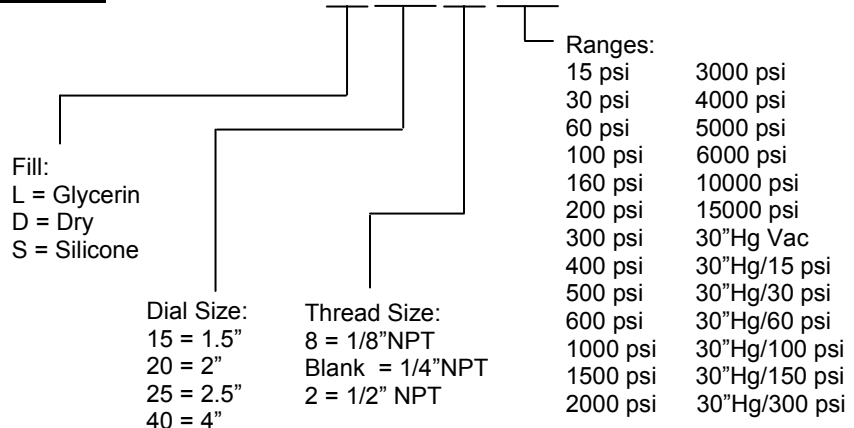 Fill:
L = Glycerin
D = Dry
S = Silicone
Dial Size:
15 = 1.5”
20 = 2”
25 = 2.5”
40 = 4”
Thread Size:
8 = 1/8”NPT
Blank = 1/4”NPT
2 = 1/2” NPT
Ranges:
15 psi 3000 psi
30 psi 4000 psi
60 psi 5000 psi
100 psi 6000 psi
160 psi 10000 psi
200 psi 15000 psi
300 psi 30”Hg Vac
400 psi 30”Hg/15 psi
500 psi 30”Hg/30 psi
600 psi 30”Hg/60 psi
1000 psi 30”Hg/100 psi
1500 psi 30”Hg/150 psi
2000 psi 30”Hg/300 psi